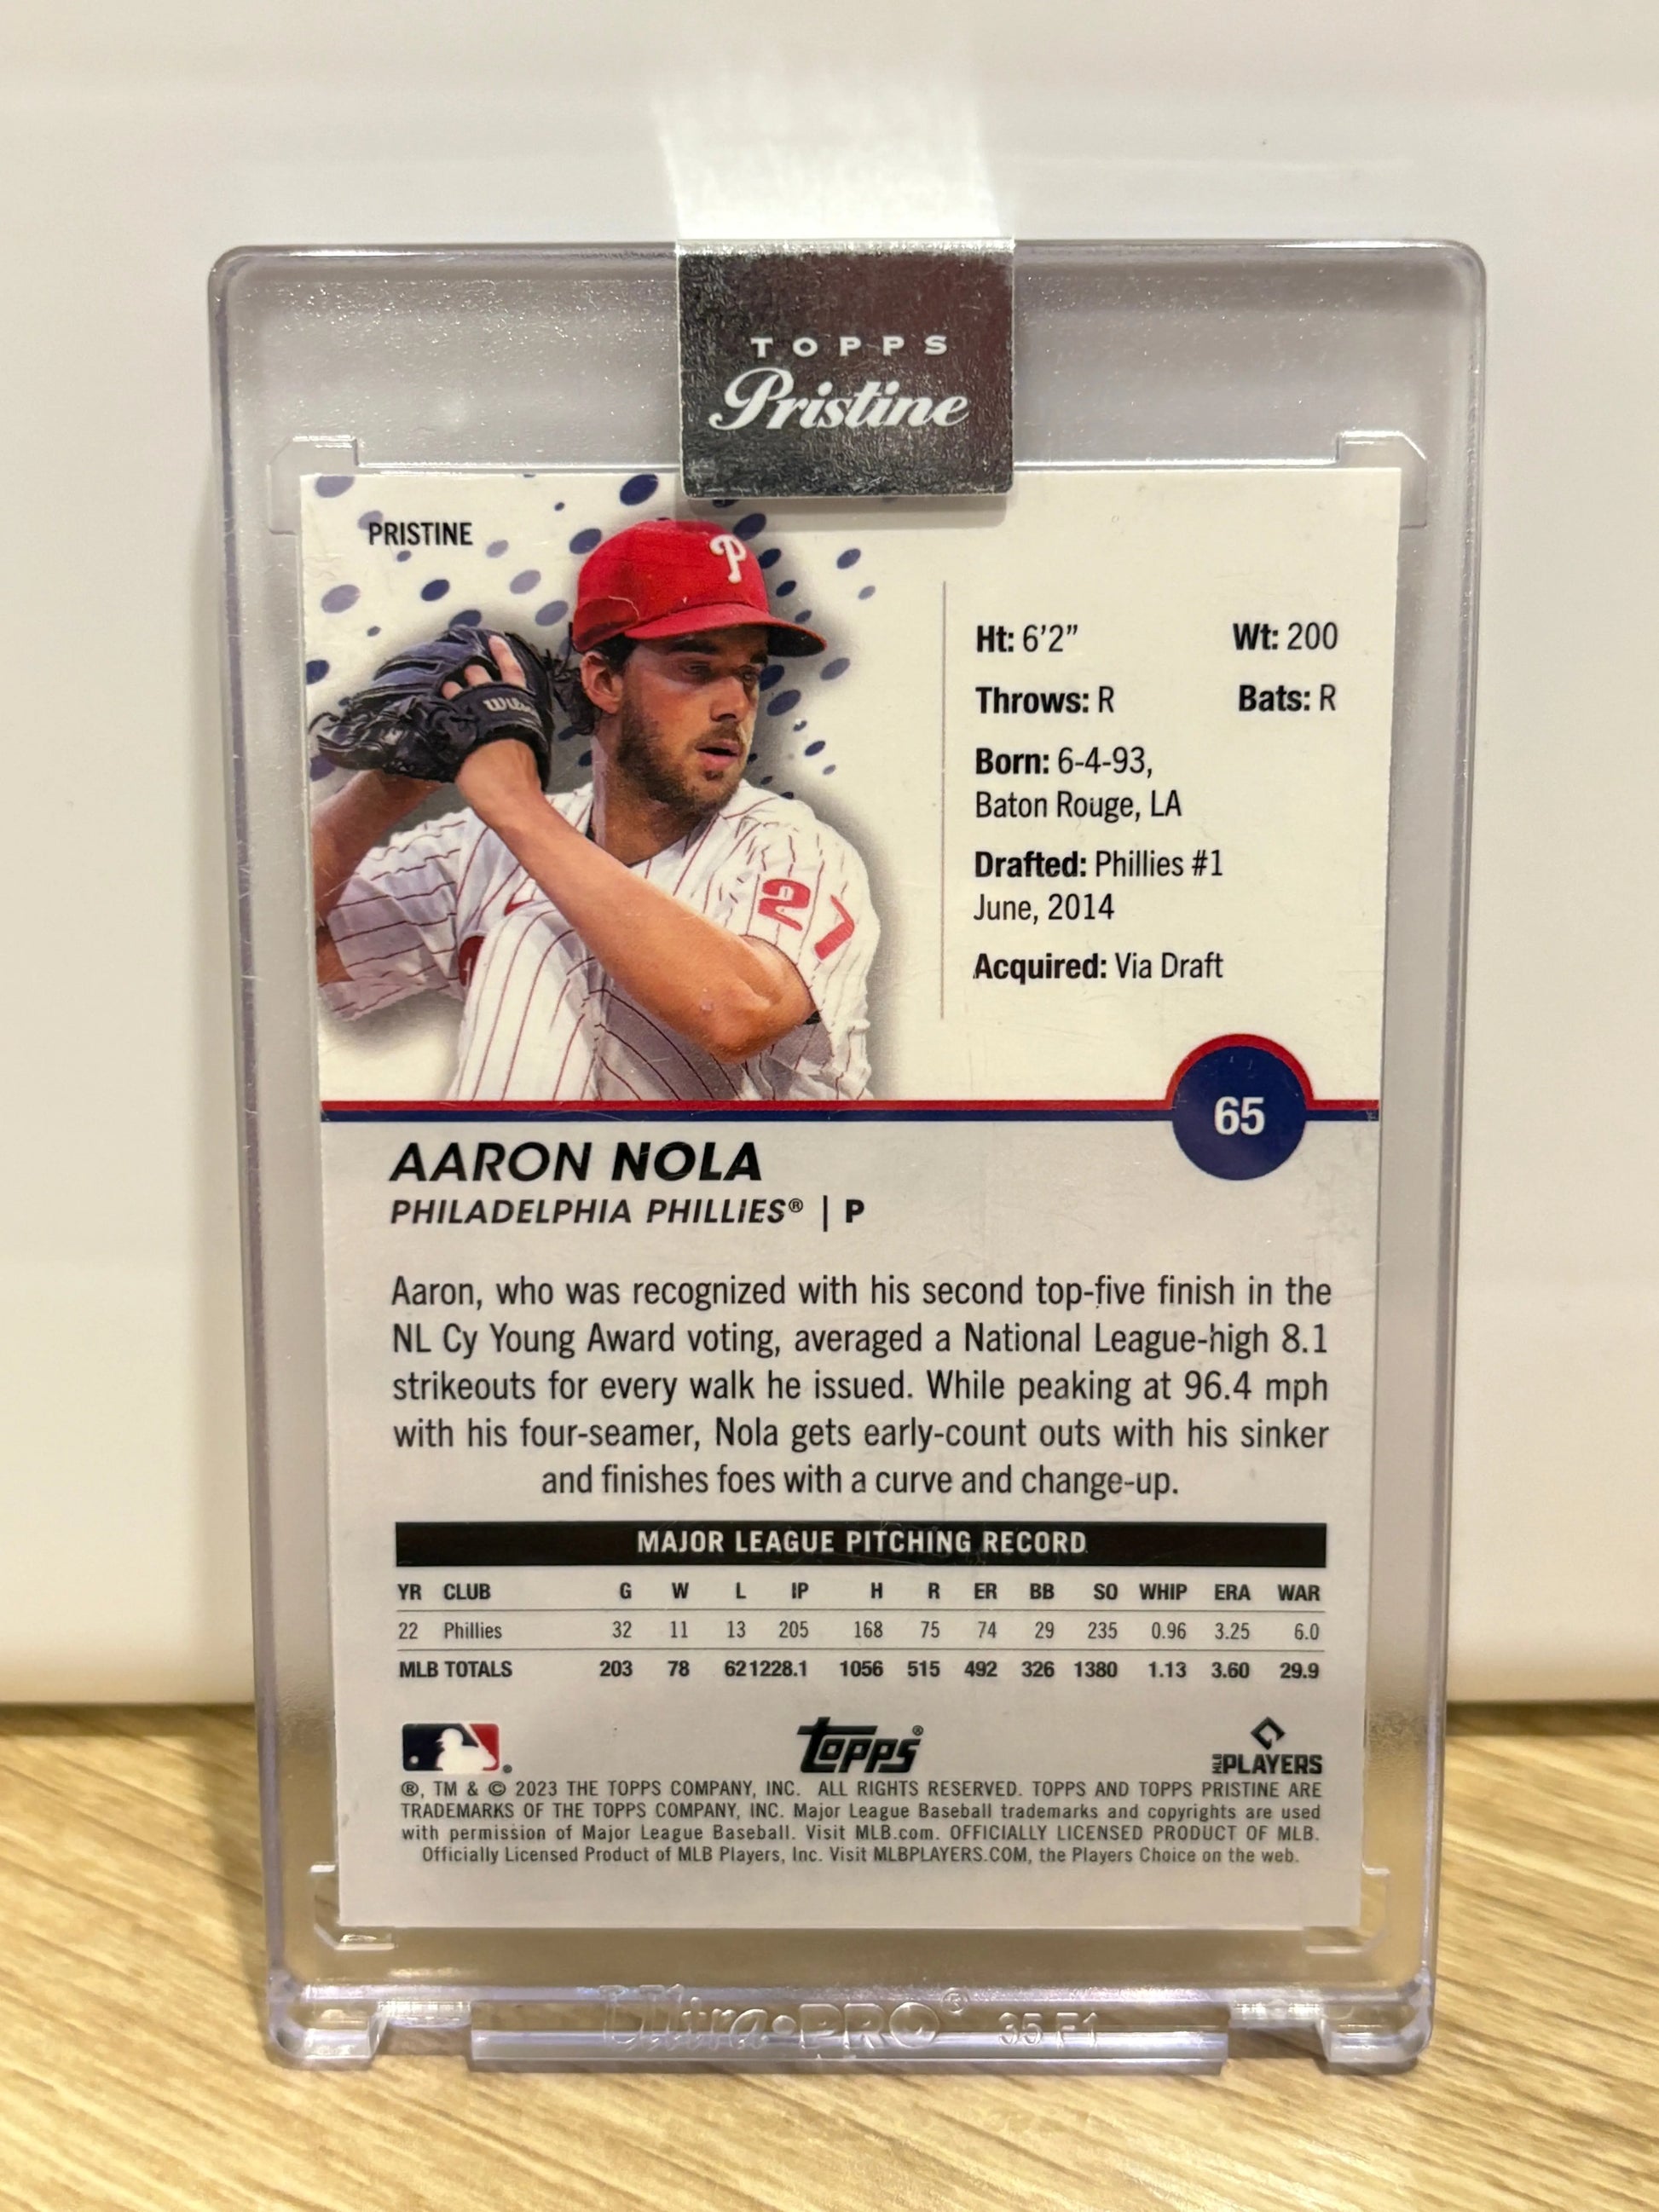 TOPPS
Pristine
PRISTINE
P
Wilson
27
Ht: 6'2" Wt: 200
Throws: R Bats: R
Born: 6-4-93,
Baton Rouge, LA
Drafted: Phillies #1
June, 2014
Acquired: Via Draft
65
AARON NOLA
PHILADELPHIA PHILLIES® | P
Aaron, who was recognized with his second top-five finish in the
NL Cy Young Award voting, averaged a National League-high 8.1
strikeouts for every walk he issued. While peaking at 96.4 mph
with his four-seamer, Nola gets early-count outs with his sinker
and finishes foes with a curve and change-up.
MAJOR LEAGUE PITCHING RECORD
YR CLUB G W L IP H R ER BB SO WHIP ERA WAR
22 Phillies 32 11 13 205 168 75 74 29 235 0.96 3.25 6.0
MLB TOTALS 203 78 62 1228.1 1056 515 492 326 1380 1.13 3.60 29.9
® topps® MLB PLAYERS
®, TM & © 2023 THE TOPPS COMPANY, INC. ALL RIGHTS RESERVED. TOPPS AND TOPPS PRISTINE ARE
TRADEMARKS OF THE TOPPS COMPANY, INC. Major League Baseball trademarks and copyrights are used
with permission of Major League Baseball. Visit MLB.com. OFFICIALLY LICENSED PRODUCT OF MLB.
Officially Licensed Product of MLB Players, Inc. Visit MLBPLAYERS.COM, the Players Choice on the web.
Ultra•PRO® 35 F1